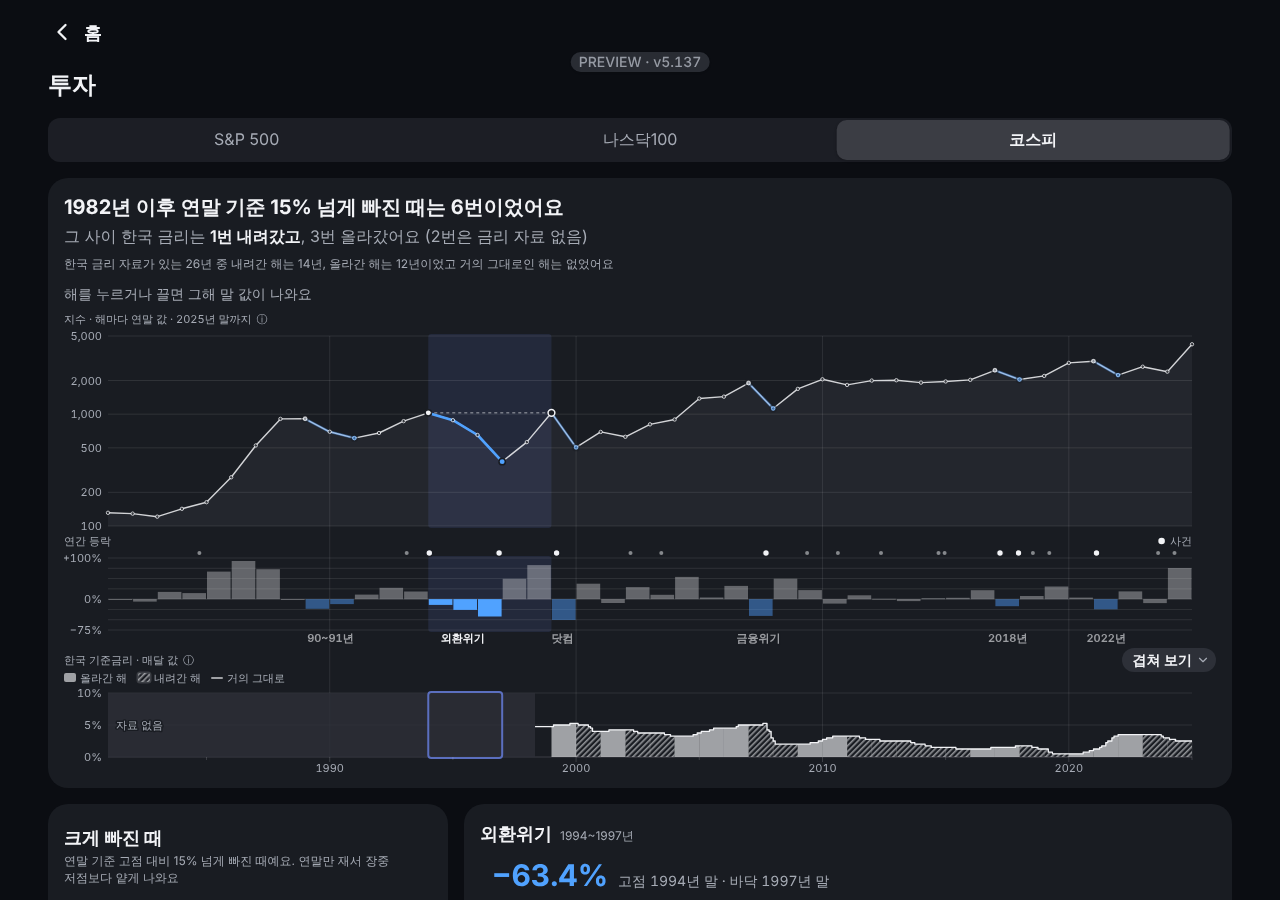 홈
PREVIEW · v5.137
투자
S&P 500
나스닥100
코스피
1982년 이후 연말 기준 15% 넘게 빠진 때는 6번이었어요
그 사이 한국 금리는 1번 내려갔고, 3번 올라갔어요 (2번은 금리 자료 없음)
한국 금리 자료가 있는 26년 중 내려간 해는 14년, 올라간 해는 12년이었고 거의 그대로인 해는 없었어요
해를 누르거나 끌면 그해 말 값이 나와요
지수 · 해마다 연말 값 · 2025년 말까지 ⓘ
5,000
2,000
1,000
500
200
100
연간 등락
사건
+100%
0%
−75%
90~91년
외환위기
닷컴
금융위기
2018년
2022년
한국 기준금리 · 매달 값 ⓘ
겹쳐 보기
올라간 해
내려간 해
거의 그대로
10%
5%
0%
자료 없음
1990
2000
2010
2020
크게 빠진 때
연말 기준 고점 대비 15% 넘게 빠진 때예요. 연말만 재서 장중
저점보다 얕게 나와요
외환위기 1994~1997년
−63.4% 고점 1994년 말 · 바닥 1997년 말